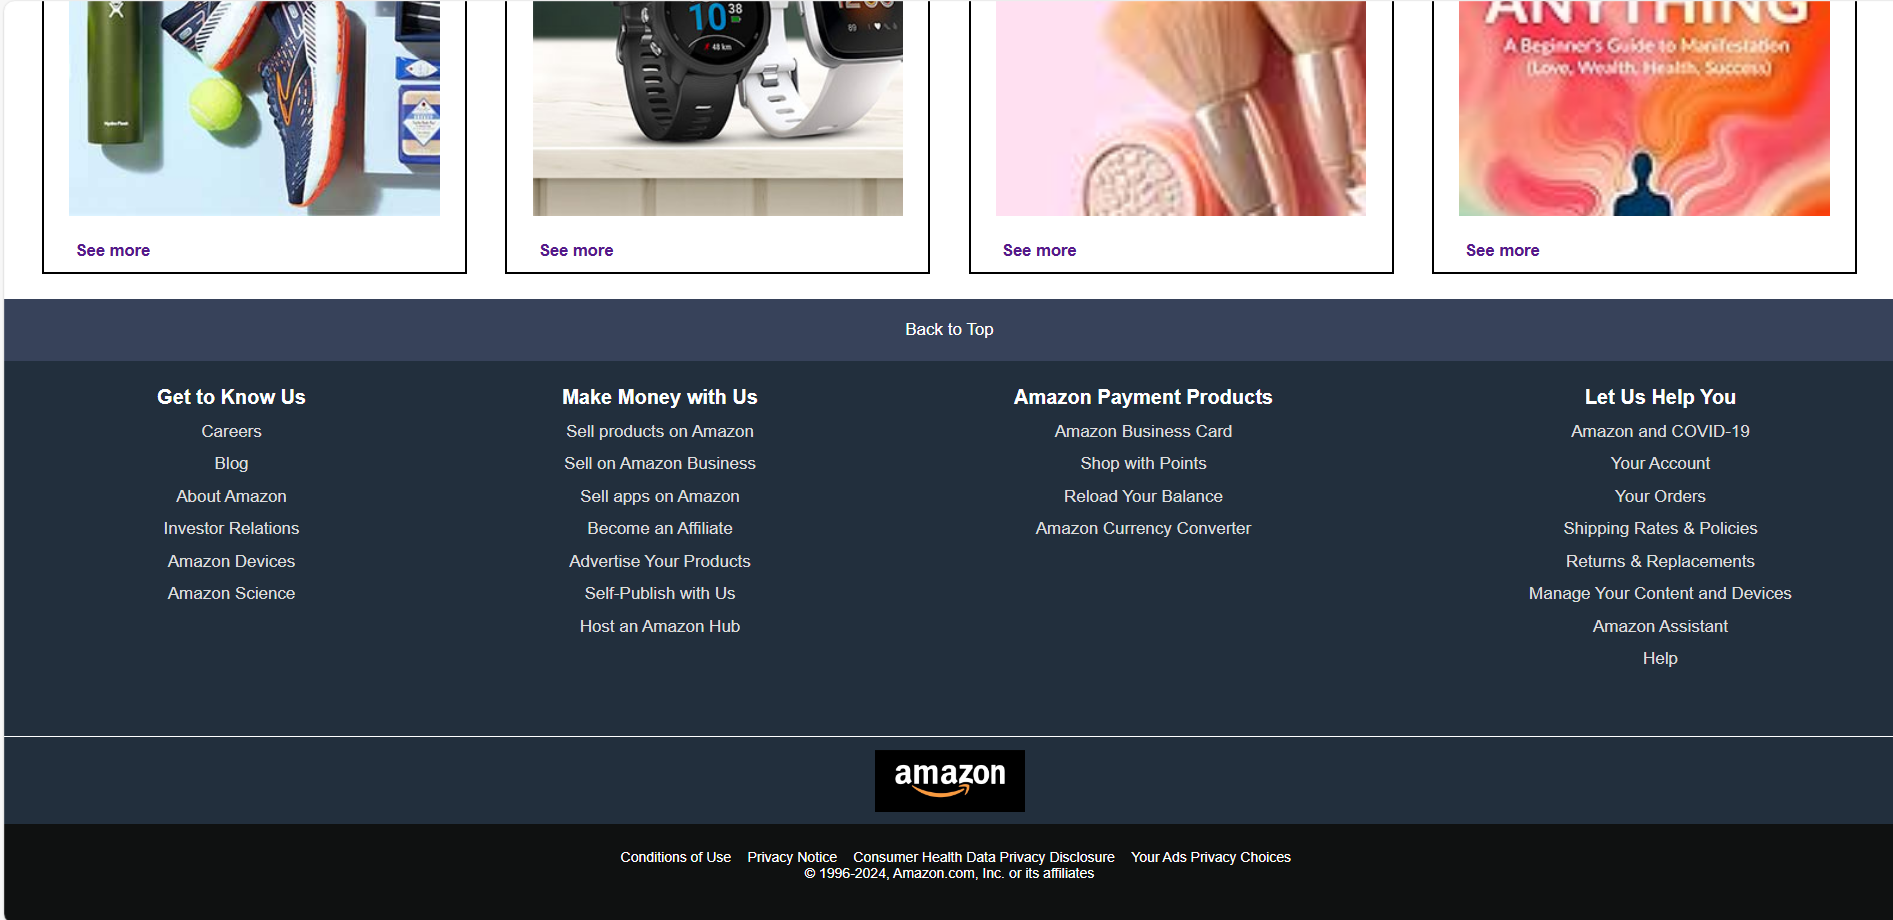 Hydro Flask
10 38
48 km
89
ANYTHING
A Beginner's Guide to Manifestation
(Love, Wealth, Health, Success)
See more
See more
See more
See more
Back to Top
Get to Know Us
Careers
Blog
About Amazon
Investor Relations
Amazon Devices
Amazon Science
Make Money with Us
Sell products on Amazon
Sell on Amazon Business
Sell apps on Amazon
Become an Affiliate
Advertise Your Products
Self-Publish with Us
Host an Amazon Hub
Amazon Payment Products
Amazon Business Card
Shop with Points
Reload Your Balance
Amazon Currency Converter
Let Us Help You
Amazon and COVID-19
Your Account
Your Orders
Shipping Rates & Policies
Returns & Replacements
Manage Your Content and Devices
Amazon Assistant
Help
amazon
Conditions of Use Privacy Notice Consumer Health Data Privacy Disclosure Your Ads Privacy Choices
© 1996-2024, Amazon.com, Inc. or its affiliates